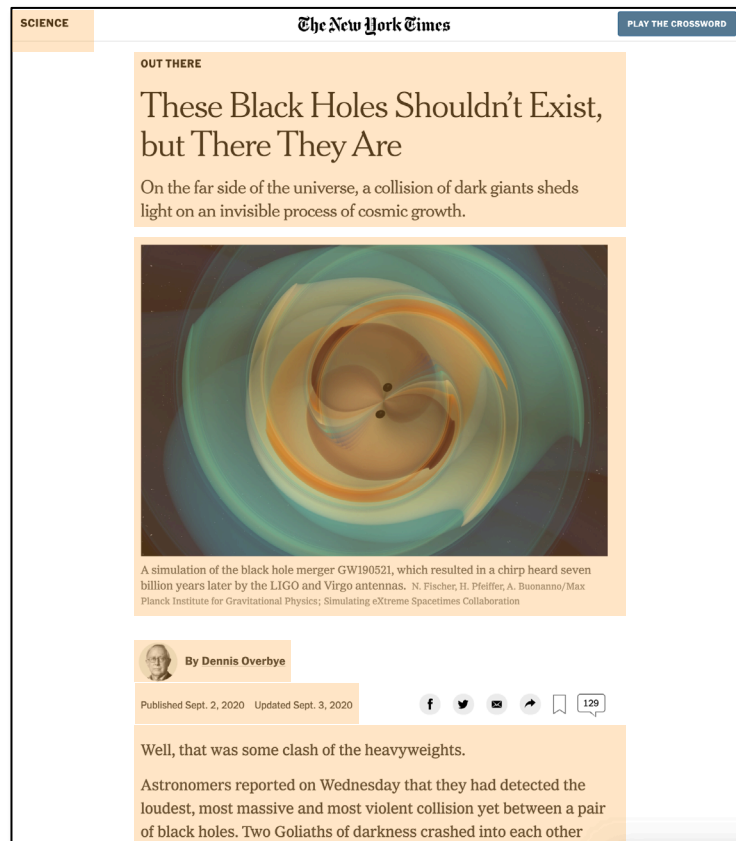 SCIENCE
The New York Times
PLAY THE CROSSWORD
OUT THERE
These Black Holes Shouldn’t Exist,
but There They Are
On the far side of the universe, a collision of dark giants sheds
light on an invisible process of cosmic growth.
A simulation of the black hole merger GW190521, which resulted in a chirp heard seven
billion years later by the LIGO and Virgo antennas. N. Fischer, H. Pfeiffer, A. Buonanno/Max
Planck Institute for Gravitational Physics; Simulating eXtreme Spacetimes Collaboration
By Dennis Overbye
Published Sept. 2, 2020 Updated Sept. 3, 2020
129
Well, that was some clash of the heavyweights.
Astronomers reported on Wednesday that they had detected the
loudest, most massive and most violent collision yet between a pair
of black holes. Two Goliaths of darkness crashed into each other